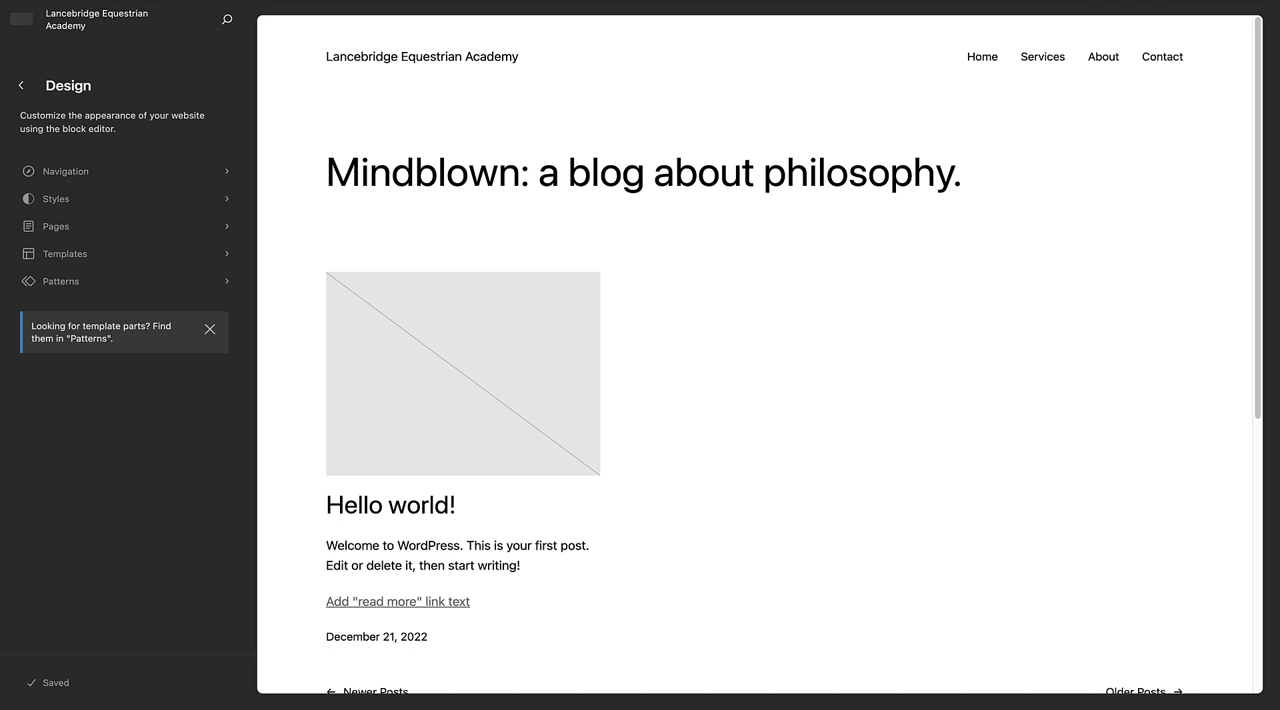 Lancebridge Equestrian
Academy
Design
Customize the appearance of your website
using the block editor.
Navigation
Styles
Pages
Templates
Patterns
Looking for template parts? Find
them in "Patterns".
Saved
Lancebridge Equestrian Academy
Home Services About Contact
Mindblown: a blog about philosophy.
Hello world!
Welcome to WordPress. This is your first post.
Edit or delete it, then start writing!
Add "read more" link text
December 21, 2022
← Newer Posts
Older Posts →